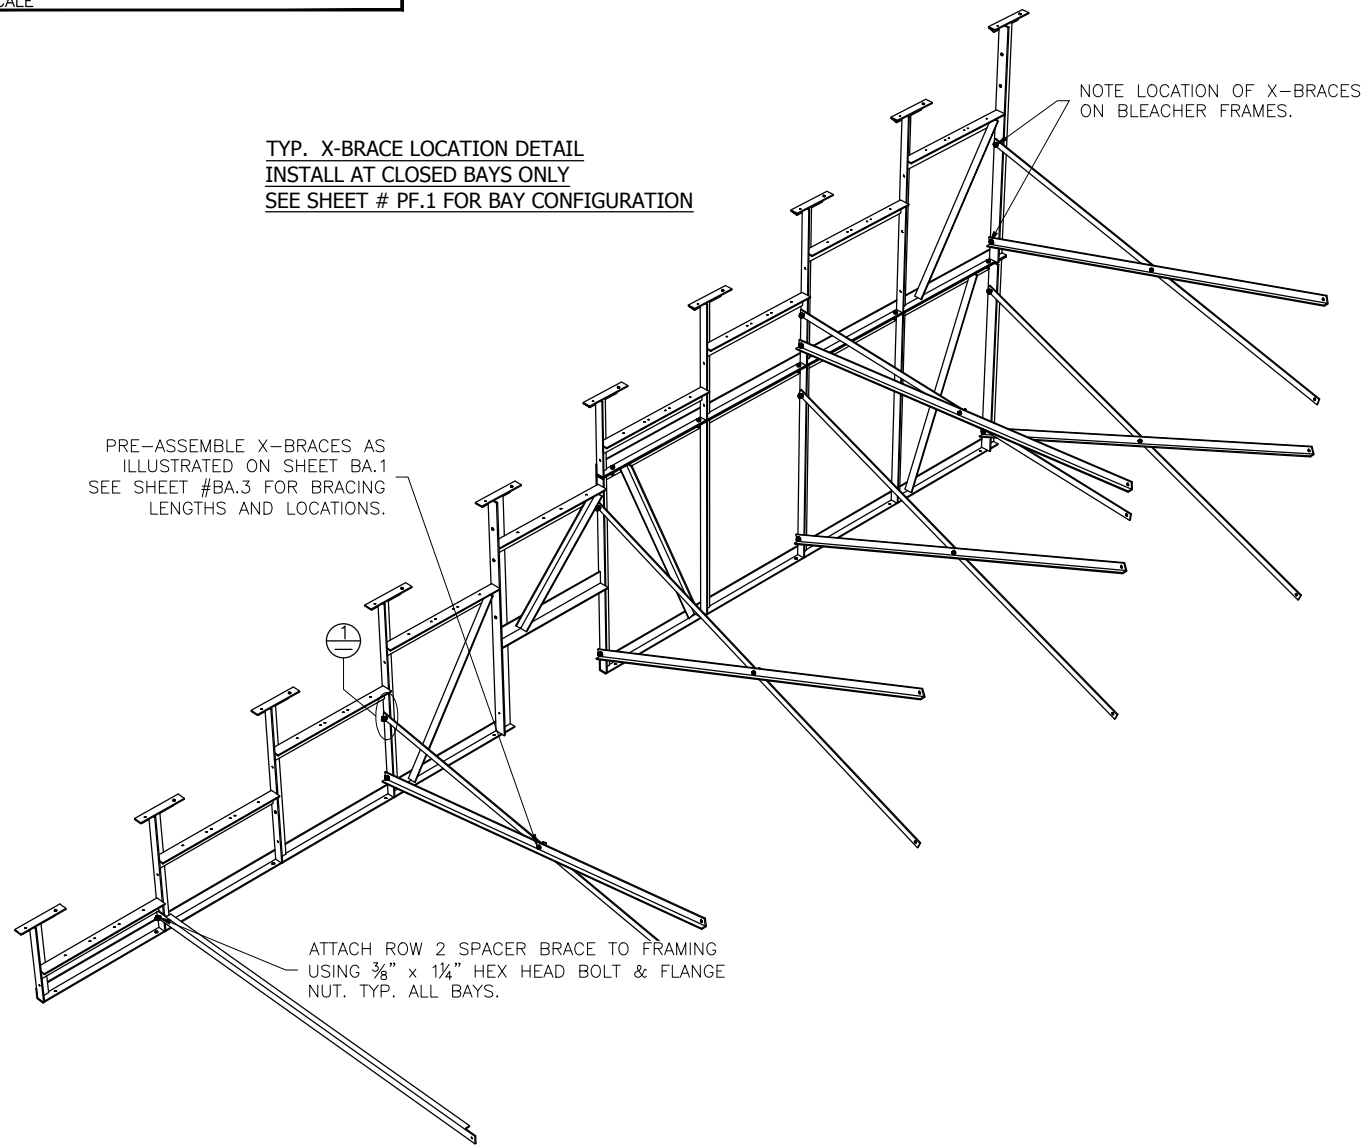 TYP. X-BRACE LOCATION DETAIL
INSTALL AT CLOSED BAYS ONLY
SEE SHEET # PF.1 FOR BAY CONFIGURATION
NOTE LOCATION OF X-BRACES
ON BLEACHER FRAMES.
PRE-ASSEMBLE X-BRACES AS
ILLUSTRATED ON SHEET BA.1
SEE SHEET #BA.3 FOR BRACING
LENGTHS AND LOCATIONS.
1
ATTACH ROW 2 SPACER BRACE TO FRAMING
USING ⅜" x 1¼" HEX HEAD BOLT & FLANGE
NUT. TYP. ALL BAYS.